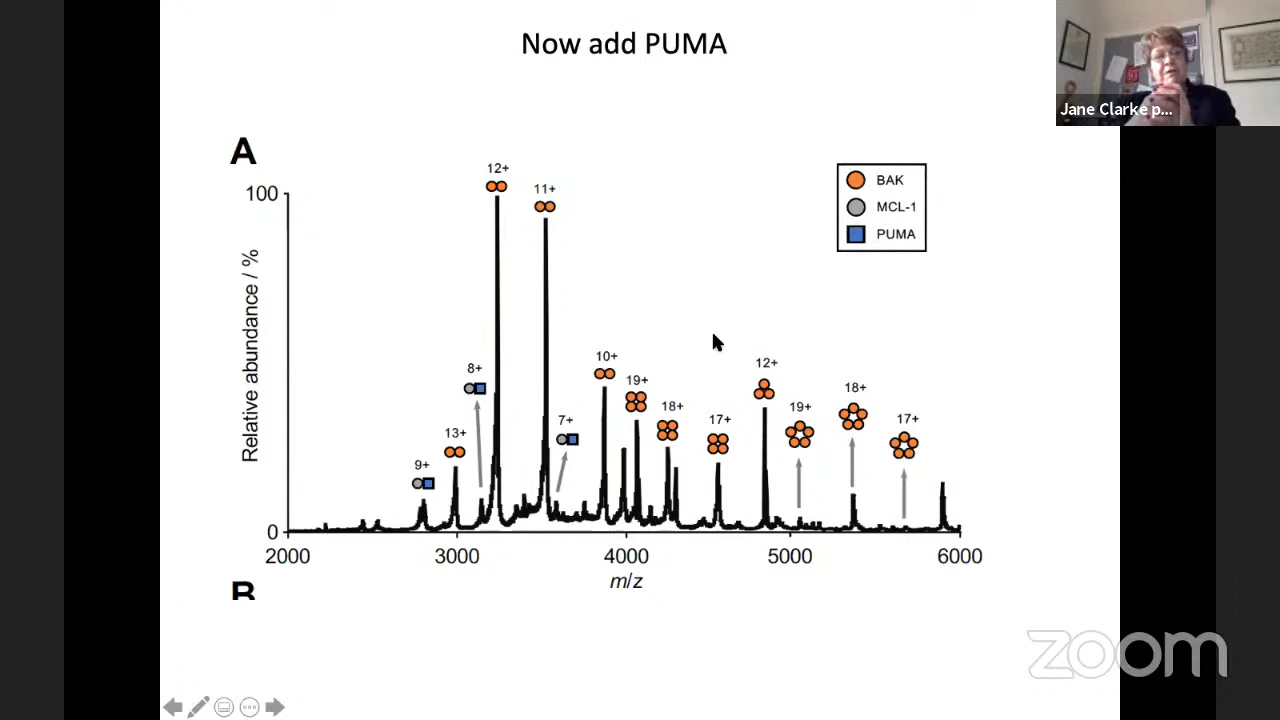 Now add PUMA
Jane Clarke p...
A
12+
11+
100
BAK
MCL-1
PUMA
Relative abundance / %
8+
10+
12+
19+
18+
7+
18+
17+
19+
17+
13+
9+
0
2000
3000
4000
5000
6000
m/z
B
zoom